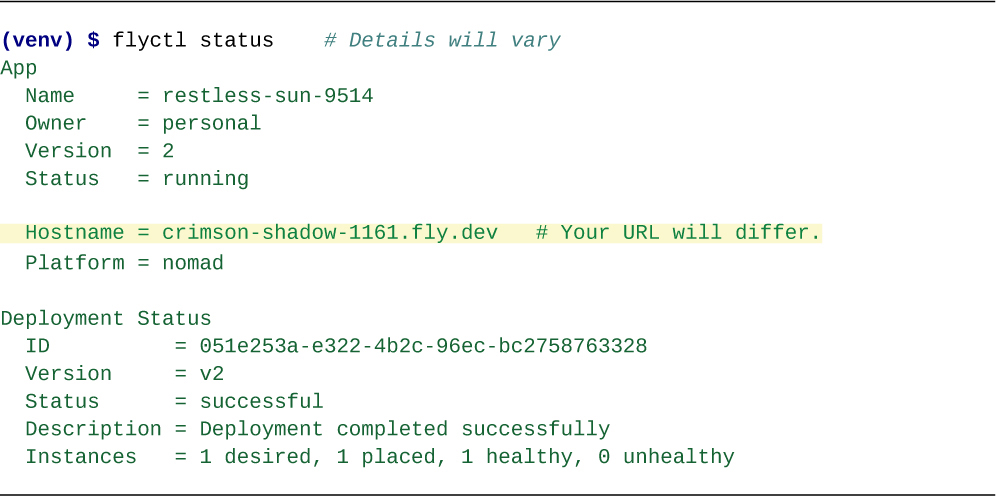 (venv) $ flyctl status    # Details will vary
App
  Name     = restless-sun-9514
  Owner    = personal
  Version  = 2
  Status   = running
  Hostname = crimson-shadow-1161.fly.dev   # Your URL will differ.
  Platform = nomad
Deployment Status
  ID          = 051e253a-e322-4b2c-96ec-bc2758763328
  Version     = v2
  Status      = successful
  Description = Deployment completed successfully
  Instances   = 1 desired, 1 placed, 1 healthy, 0 unhealthy